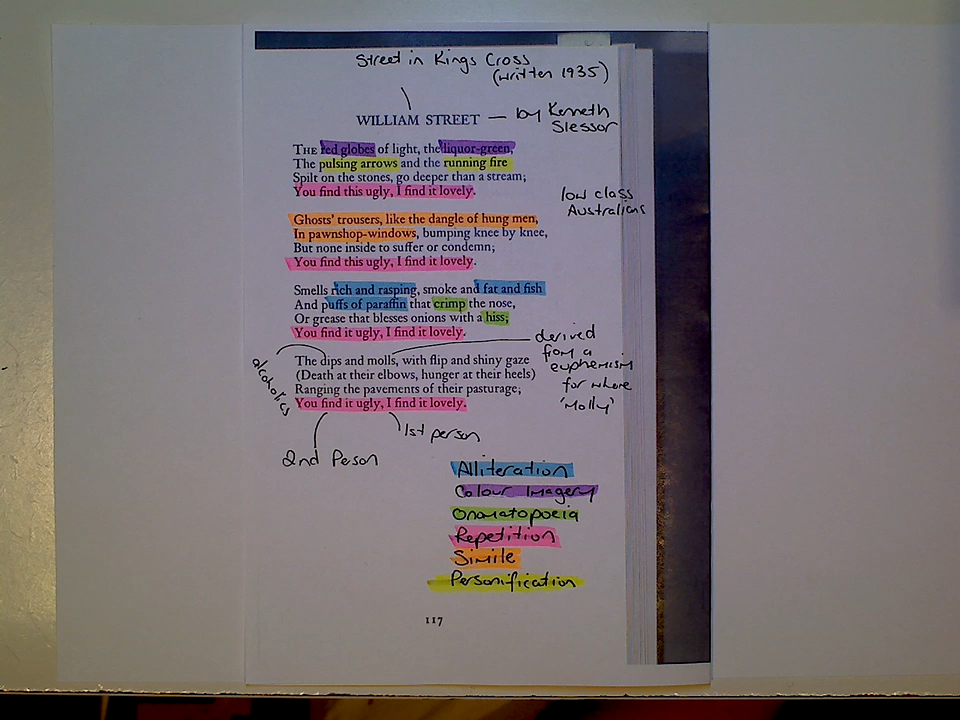 Street in Kings Cross
(written 1935)
WILLIAM STREET — by Kenneth
Slessor
THE red globes of light, the liquor-green,
The pulsing arrows and the running fire
Spilt on the stones, go deeper than a stream;
You find this ugly, I find it lovely.
low class
Australians
Ghosts' trousers, like the dangle of hung men,
In pawnshop-windows, bumping knee by knee,
But none inside to suffer or condemn;
You find this ugly, I find it lovely.
Smells rich and rasping, smoke and fat and fish
And puffs of paraffin that crimp the nose,
Or grease that blesses onions with a hiss;
You find it ugly, I find it lovely.
derived
from a
euphemism
for whore
'Molly'
alcoholics
The dips and molls, with flip and shiny gaze
(Death at their elbows, hunger at their heels)
Ranging the pavements of their pasturage;
You find it ugly, I find it lovely.
1st person
2nd Person
Alliteration
Colour Imagery
Onomatopoeia
Repetition
Simile
Personification
117